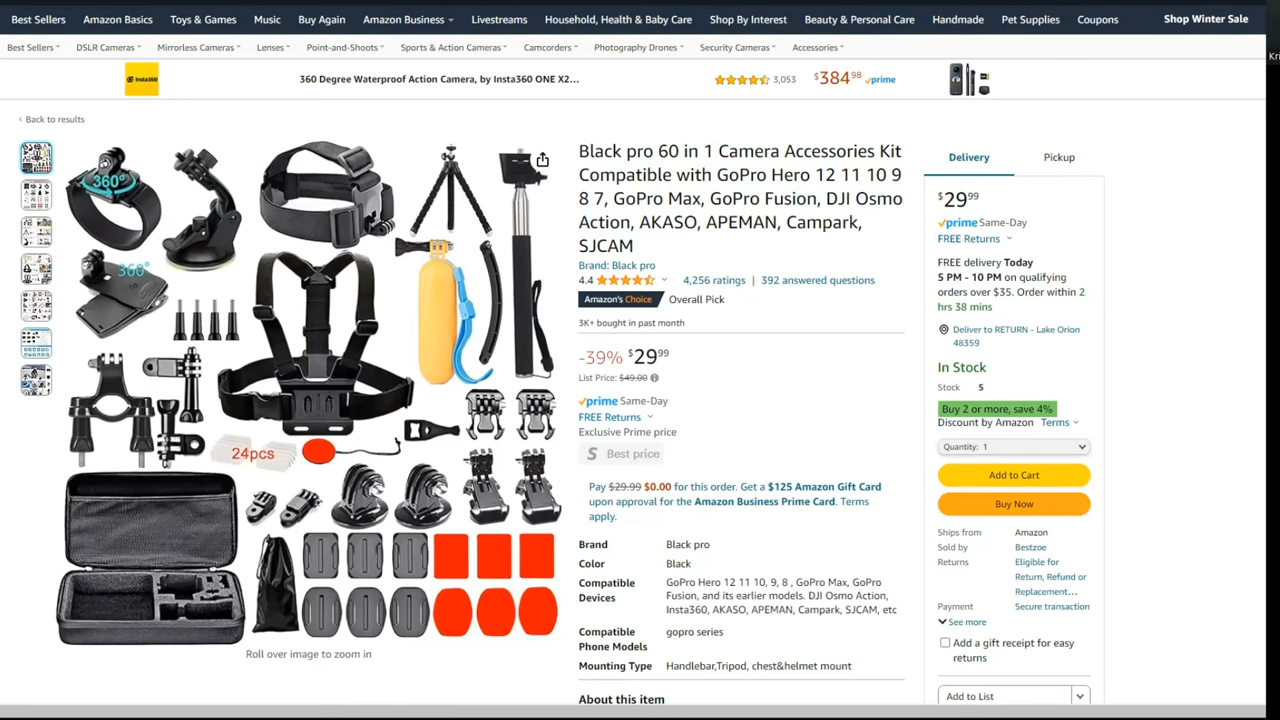 Best Sellers Amazon Basics Toys & Games Music Buy Again Amazon Business Livestreams Household, Health & Baby Care Shop By Interest Beauty & Personal Care Handmade Pet Supplies Coupons Shop Winter Sale
Best Sellers DSLR Cameras Mirrorless Cameras Lenses Point-and-Shoots Sports & Action Cameras Camcorders Photography Drones Security Cameras Accessories
Kri
Insta360 360 Degree Waterproof Action Camera, by Insta360 ONE X2... 3,053 $384.98 prime
‹ Back to results
360°
360°
24pcs
Roll over image to zoom in
Black pro 60 in 1 Camera Accessories Kit
Compatible with GoPro Hero 12 11 10 9
8 7, GoPro Max, GoPro Fusion, DJI Osmo
Action, AKASO, APEMAN, Campark,
SJCAM
Brand: Black pro
4.4 4,256 ratings | 392 answered questions
Amazon's Choice Overall Pick
3K+ bought in past month
-39% $29 99
List Price: $49.00
prime Same-Day
FREE Returns
Exclusive Prime price
S Best price
Pay $29.99 $0.00 for this order. Get a $125 Amazon Gift Card
upon approval for the Amazon Business Prime Card. Terms
apply.
Brand Black pro
Color Black
Compatible Devices GoPro Hero 12 11 10, 9, 8 , GoPro Max, GoPro
Fusion, and its earlier models. DJI Osmo Action,
Insta360, AKASO, APEMAN, Campark, SJCAM, etc
Compatible Phone Models gopro series
Mounting Type Handlebar,Tripod, chest&helmet mount
About this item
Delivery Pickup
$29 99
prime Same-Day
FREE Returns
FREE delivery Today
5 PM - 10 PM on qualifying
orders over $35. Order within 2
hrs 38 mins
Deliver to RETURN - Lake Orion
48359
In Stock
Stock 5
Buy 2 or more, save 4%
Discount by Amazon Terms
Quantity: 1
Add to Cart
Buy Now
Ships from Amazon
Sold by Bestzoe
Returns Eligible for
Return, Refund or
Replacement...
Payment Secure transaction
See more
Add a gift receipt for easy
returns
Add to List